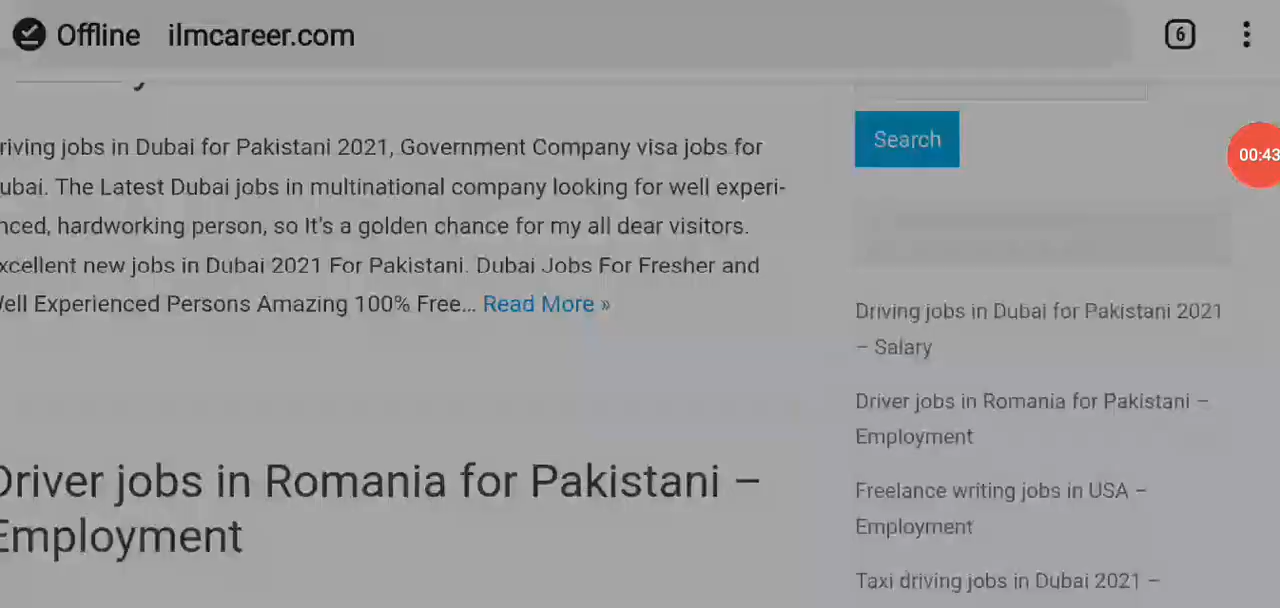 Offline ilmcareer.com
6
Search
00:43
riving jobs in Dubai for Pakistani 2021, Government Company visa jobs for
ubai. The Latest Dubai jobs in multinational company looking for well experi-
nced, hardworking person, so It's a golden chance for my all dear visitors.
xcellent new jobs in Dubai 2021 For Pakistani. Dubai Jobs For Fresher and
Well Experienced Persons Amazing 100% Free... Read More »
Driver jobs in Romania for Pakistani –
Employment
Driving jobs in Dubai for Pakistani 2021
– Salary
Driver jobs in Romania for Pakistani –
Employment
Freelance writing jobs in USA –
Employment
Taxi driving jobs in Dubai 2021 –